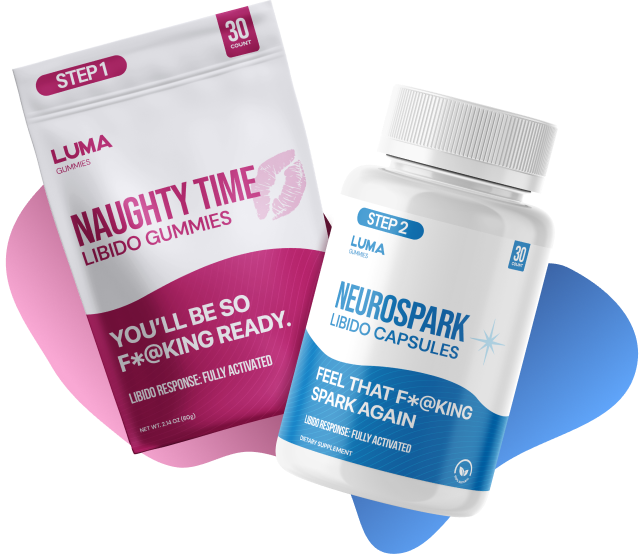 STEP 1
30
COUNT
LUMA
GUMMIES
NAUGHTY TIME
LIBIDO GUMMIES
YOU'LL BE SO
F*@KING READY.
LIBIDO RESPONSE: FULLY ACTIVATED
NET WT. 2.14 OZ (60g)
STEP 2
LUMA
GUMMIES
30
COUNT
NEUROSPARK
LIBIDO CAPSULES
FEEL THAT F*@KING
SPARK AGAIN
LIBIDO RESPONSE: FULLY ACTIVATED
DIETARY SUPPLEMENT